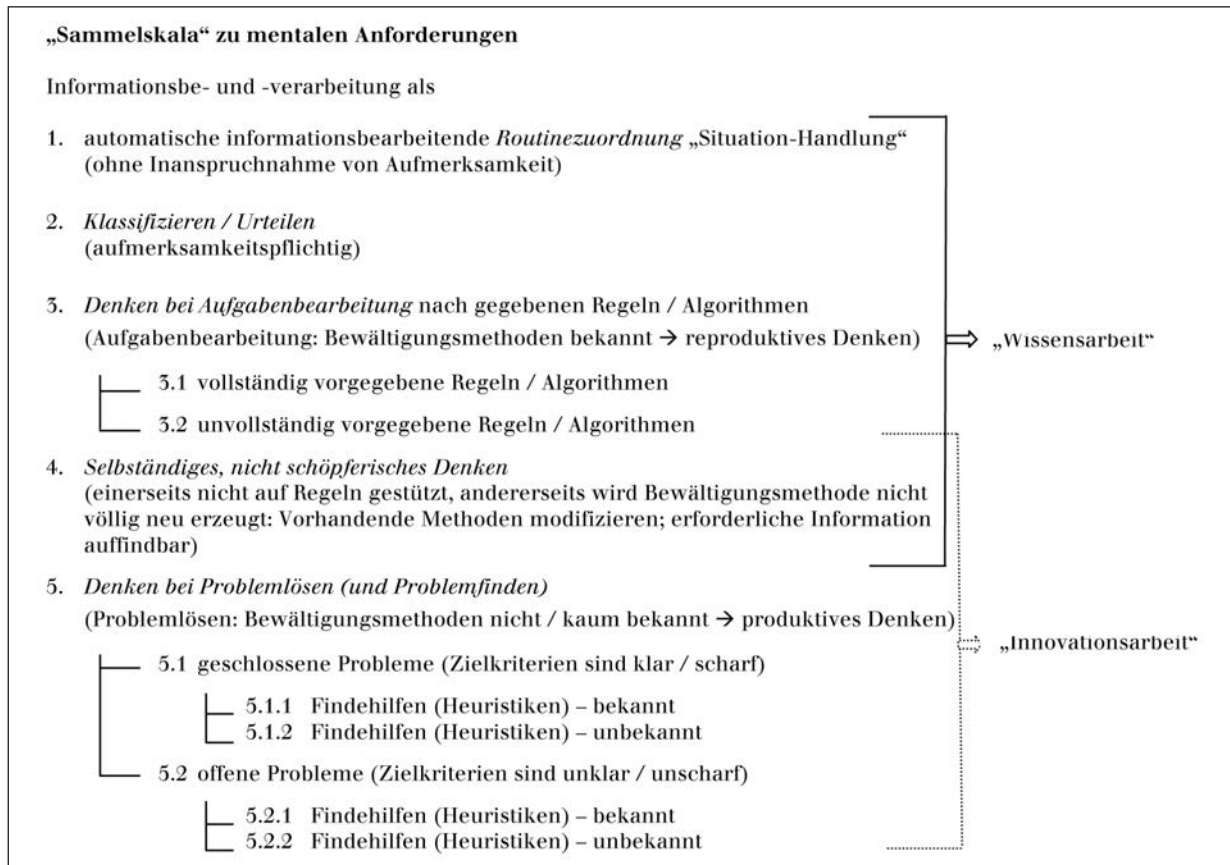 „Sammelskala“ zu mentalen Anforderungen
Informationsbe- und -verarbeitung als
1. automatische informationsbearbeitende Routinezuordnung „Situation-Handlung“
(ohne Inanspruchnahme von Aufmerksamkeit)
2. Klassifizieren / Urteilen
(aufmerksamkeitspflichtig)
3. Denken bei Aufgabenbearbeitung nach gegebenen Regeln / Algorithmen
(Aufgabenbearbeitung: Bewältigungsmethoden bekannt → reproduktives Denken)
„Wissensarbeit“
3.1 vollständig vorgegebene Regeln / Algorithmen
3.2 unvollständig vorgegebene Regeln / Algorithmen
4. Selbständiges, nicht schöpferisches Denken
(einerseits nicht auf Regeln gestützt, andererseits wird Bewältigungsmethode nicht
völlig neu erzeugt: Vorhandende Methoden modifizieren; erforderliche Information
auffindbar)
5. Denken bei Problemlösen (und Problemfinden)
(Problemlösen: Bewältigungsmethoden nicht / kaum bekannt → produktives Denken)
„Innovationsarbeit“
5.1 geschlossene Probleme (Zielkriterien sind klar / scharf)
5.1.1 Findehilfen (Heuristiken) – bekannt
5.1.2 Findehilfen (Heuristiken) – unbekannt
5.2 offene Probleme (Zielkriterien sind unklar / unscharf)
5.2.1 Findehilfen (Heuristiken) – bekannt
5.2.2 Findehilfen (Heuristiken) – unbekannt